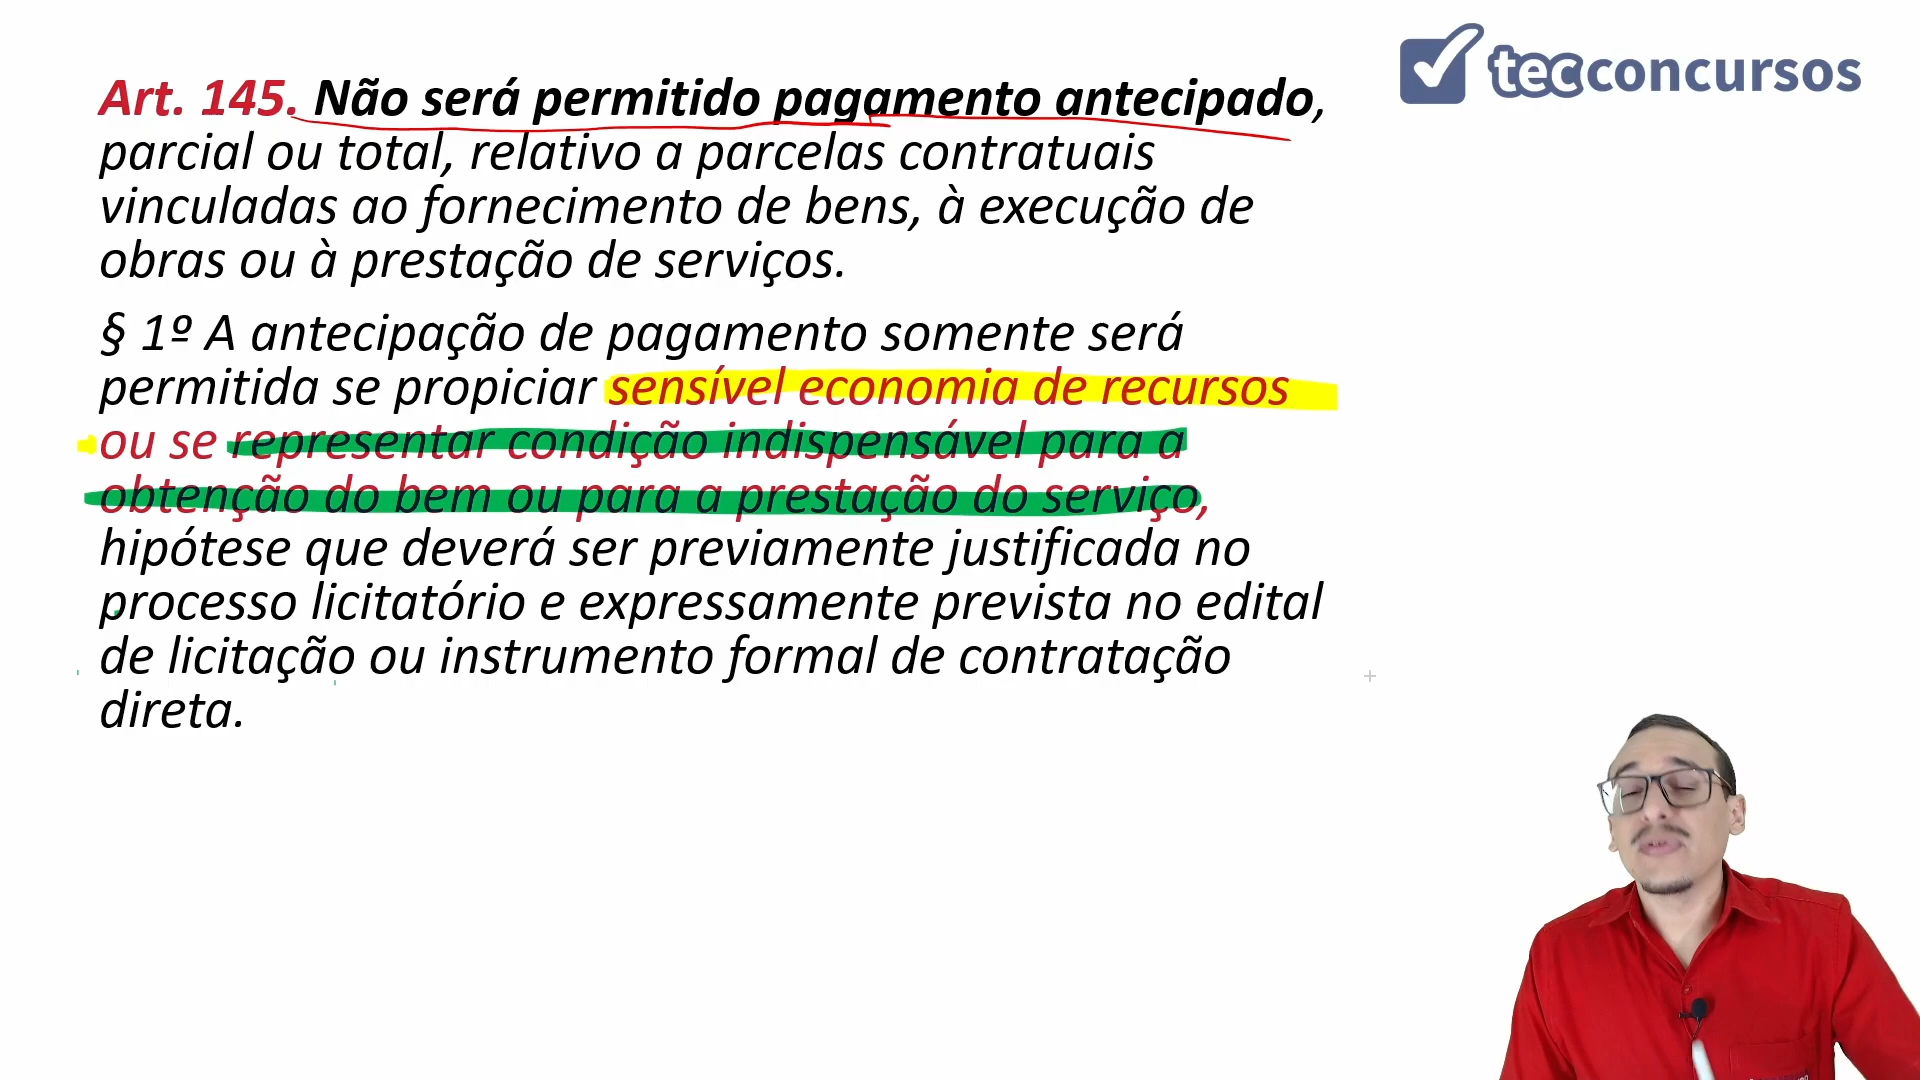 tecconcursos
Art. 145. Não será permitido pagamento antecipado,
parcial ou total, relativo a parcelas contratuais
vinculadas ao fornecimento de bens, à execução de
obras ou à prestação de serviços.
§ 1º A antecipação de pagamento somente será
permitida se propiciar sensível economia de recursos
ou se representar condição indispensável para a
obtenção do bem ou para a prestação do serviço,
hipótese que deverá ser previamente justificada no
processo licitatório e expressamente prevista no edital
de licitação ou instrumento formal de contratação
direta.